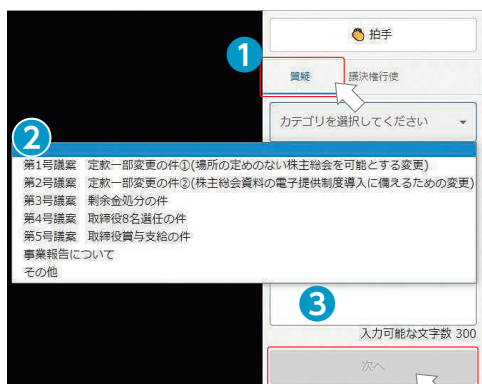 拍手
1
質疑
議決権行使
カテゴリを選択してください
2
第1号議案 定款一部変更の件①(場所の定めのない株主総会を可能とする変更)
第2号議案 定款一部変更の件②(株主総会資料の電子提供制度導入に備えるための変更)
第3号議案 剰余金処分の件
第4号議案 取締役8名選任の件
第5号議案 取締役賞与支給の件
事業報告について
その他
3
入力可能な文字数 300
次へ